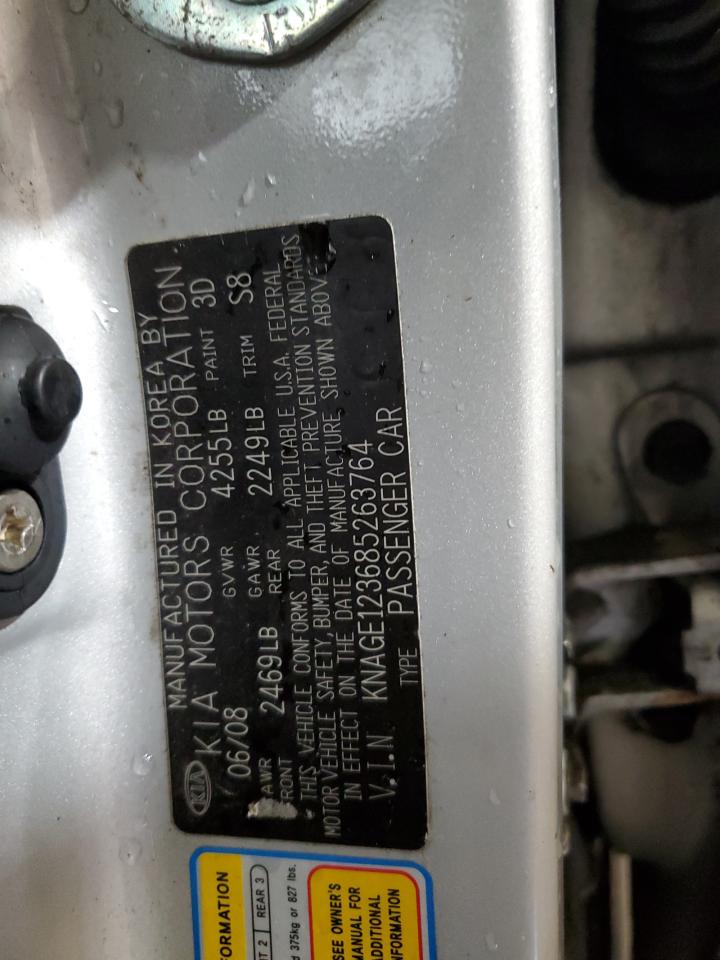 MANUFACTURED IN KOREA BY
KIA KIA MOTORS CORPORATION
06/08 GVWR 4255LB PAINT 3D
GAWR FRONT 2469LB GAWR REAR 2249LB TRIM S8
THIS VEHICLE CONFORMS TO ALL APPLICABLE U.S.A. FEDERAL
MOTOR VEHICLE SAFETY, BUMPER, AND THEFT PREVENTION STANDARDS
IN EFFECT ON THE DATE OF MANUFACTURE SHOWN ABOVE
V.I.N KNAGE123685263764
TYPE PASSENGER CAR
ORMATION
2 REAR 3
375kg or 827 lbs.
SEE OWNER'S
MANUAL FOR
ADDITIONAL
INFORMATION